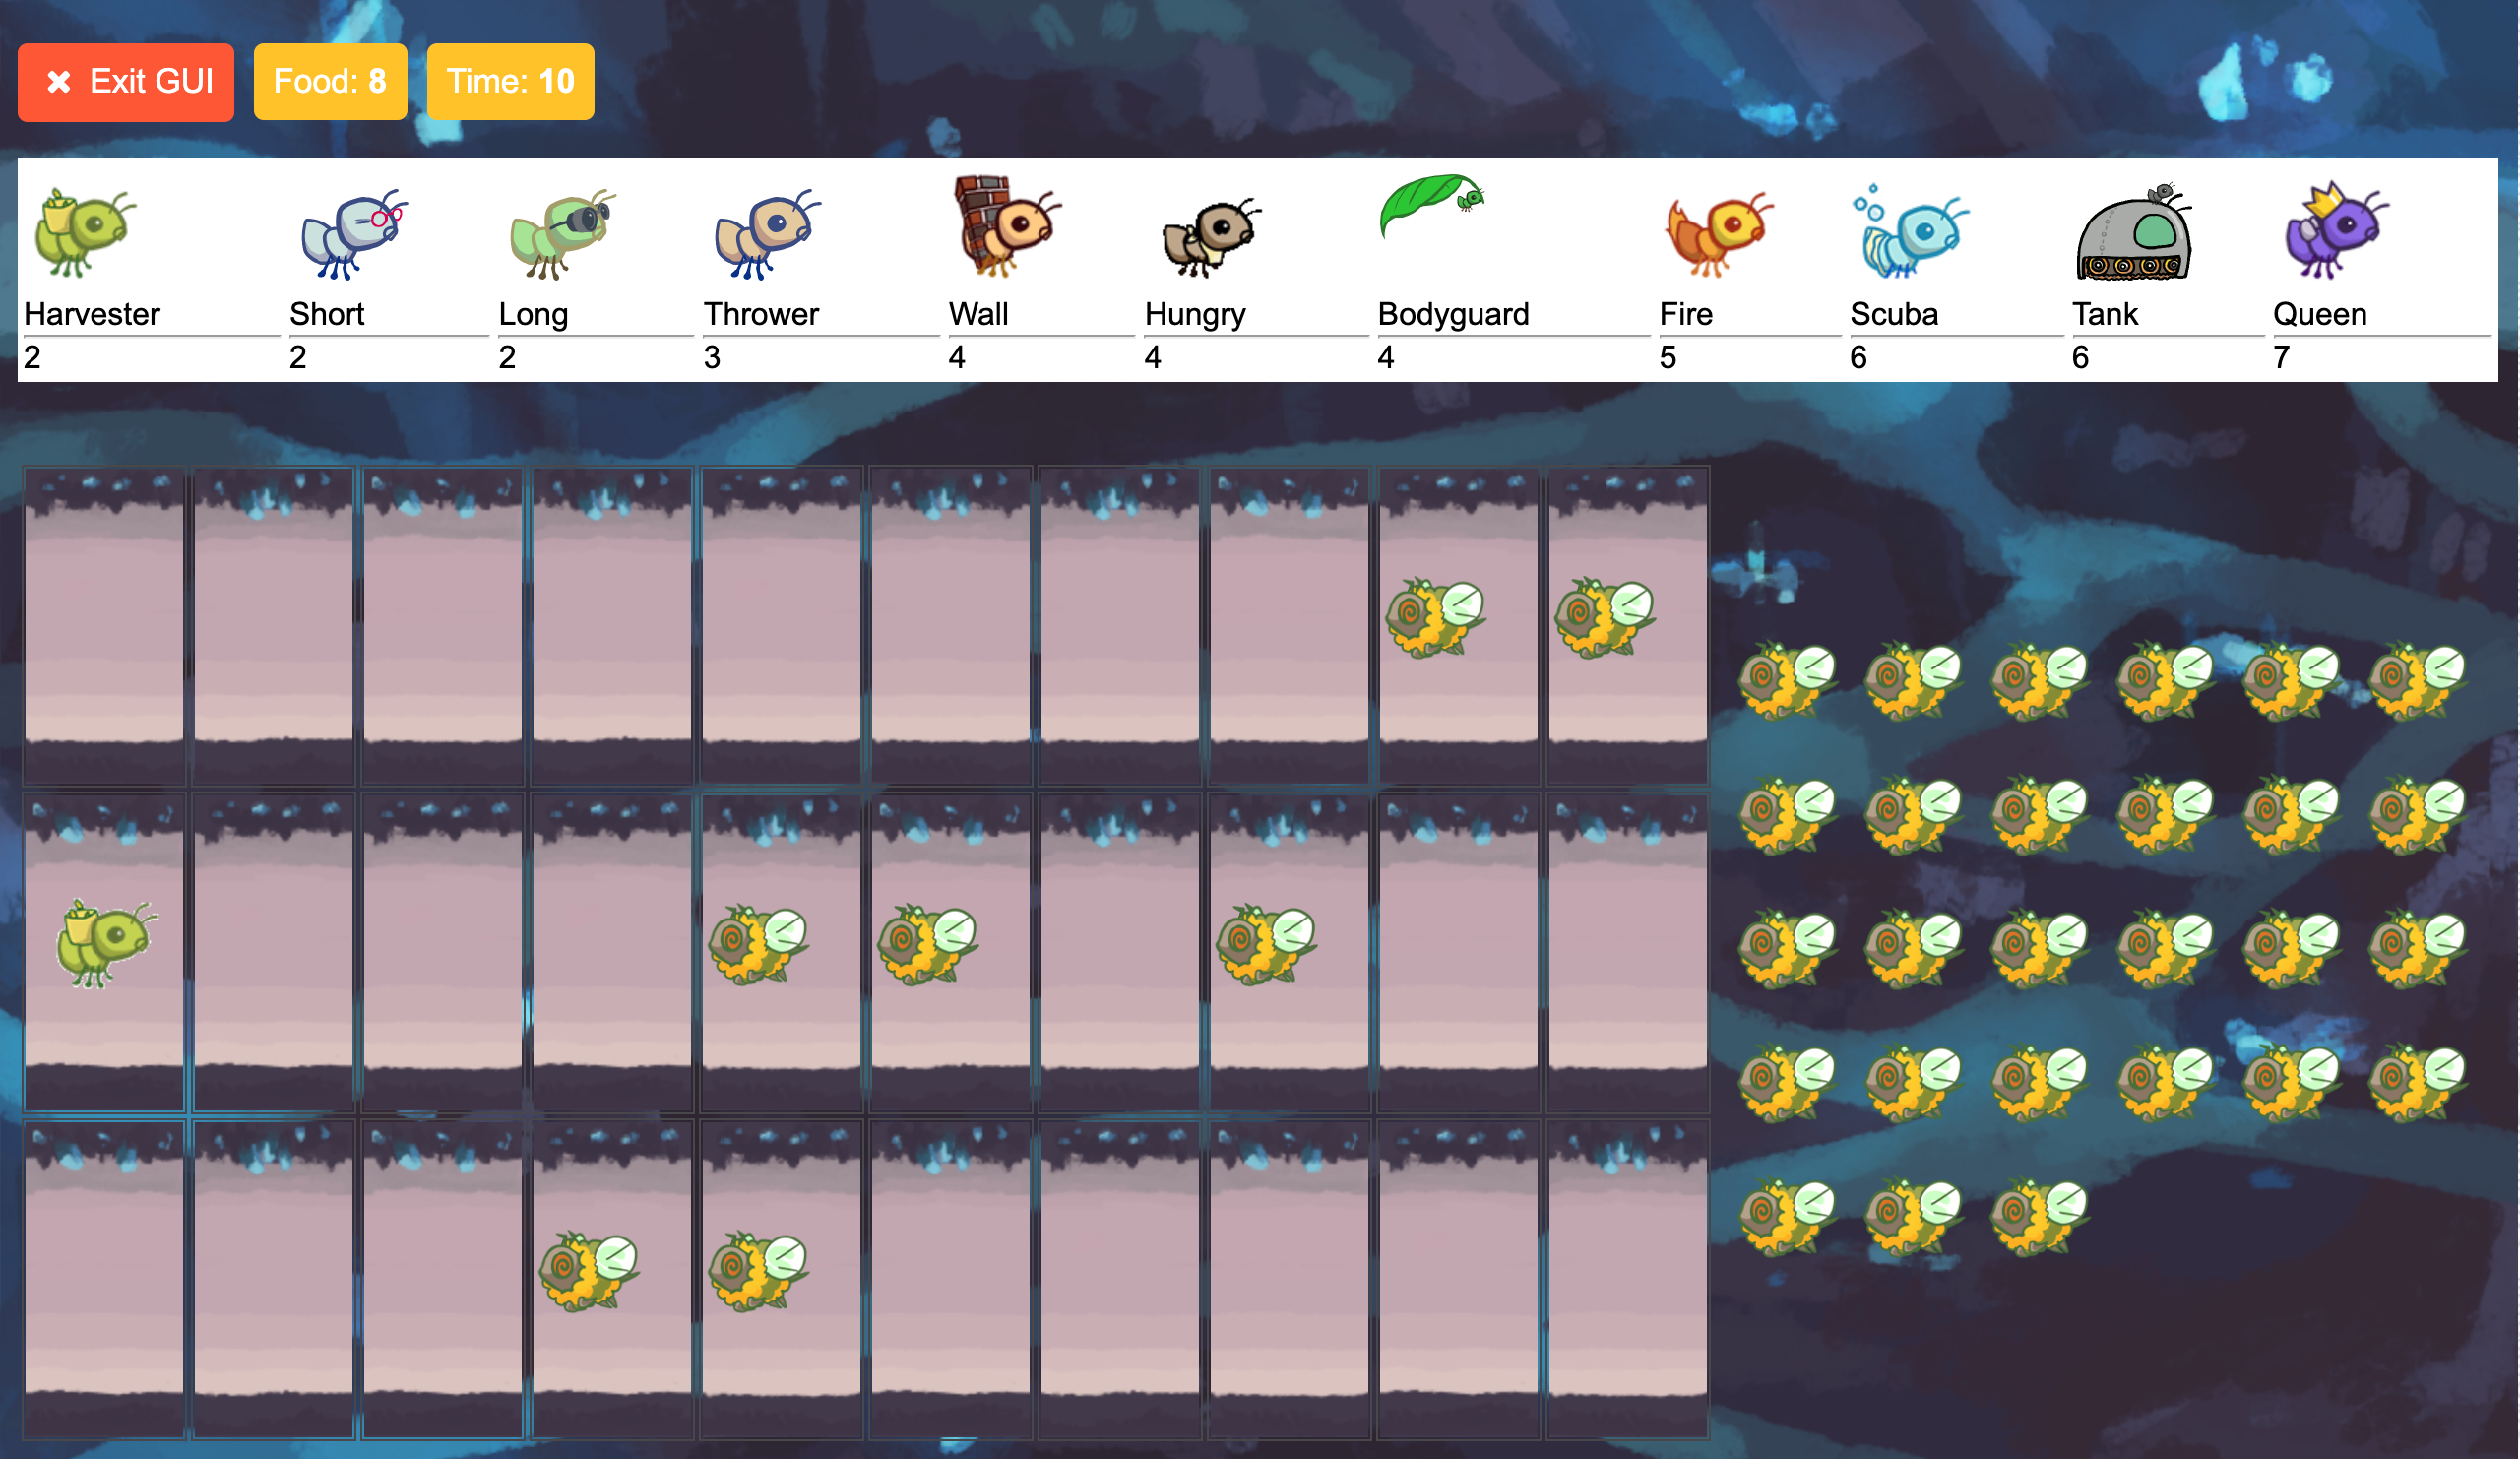 ✖ Exit GUI Food: 8 Time: 10
Harvester Short Long Thrower Wall Hungry Bodyguard Fire Scuba Tank Queen
2 2 2 3 4 4 4 5 6 6 7